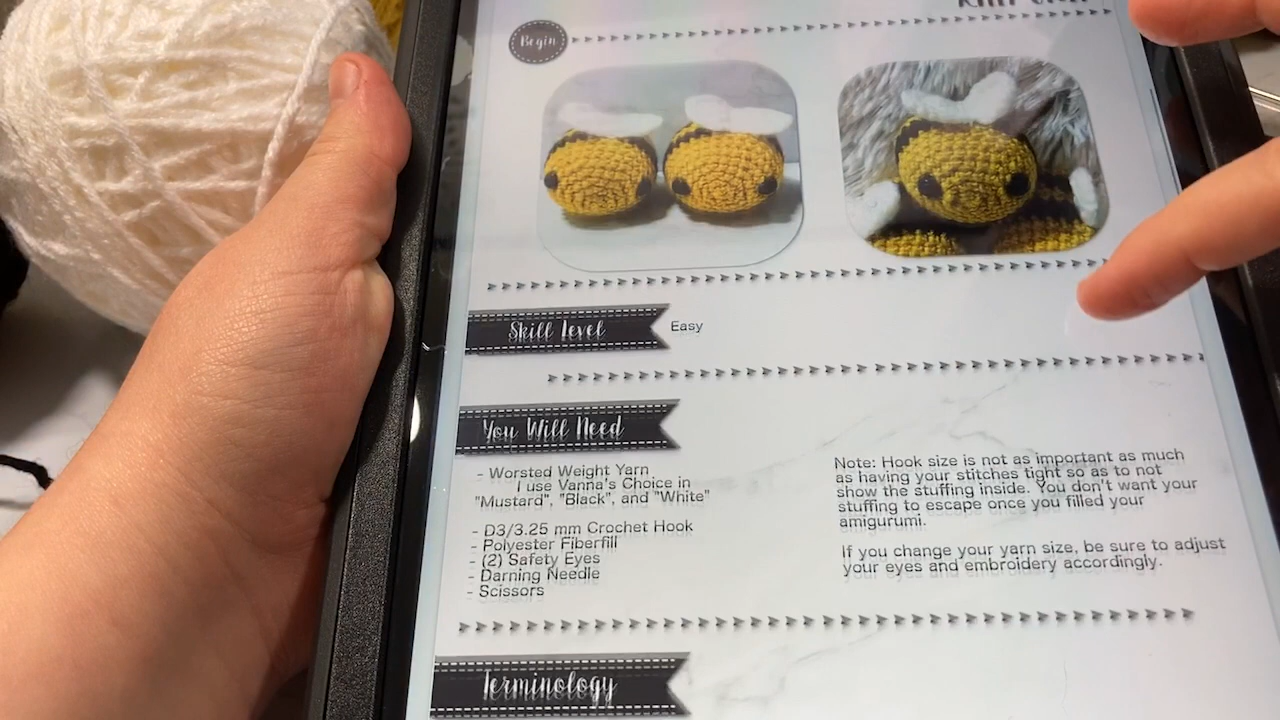 Begin
Skill Level
Easy
You Will Need
- Worsted Weight Yarn
I use Vanna's Choice in
"Mustard", "Black", and "White"
- D3/3.25 mm Crochet Hook
- Polyester Fiberfill
- (2) Safety Eyes
- Darning Needle
- Scissors
Note: Hook size is not as important as much
as having your stitches tight so as to not
show the stuffing inside. You don't want your
stuffing to escape once you filled your
amigurumi.
If you change your yarn size, be sure to adjust
your eyes and embroidery accordingly.
Terminology